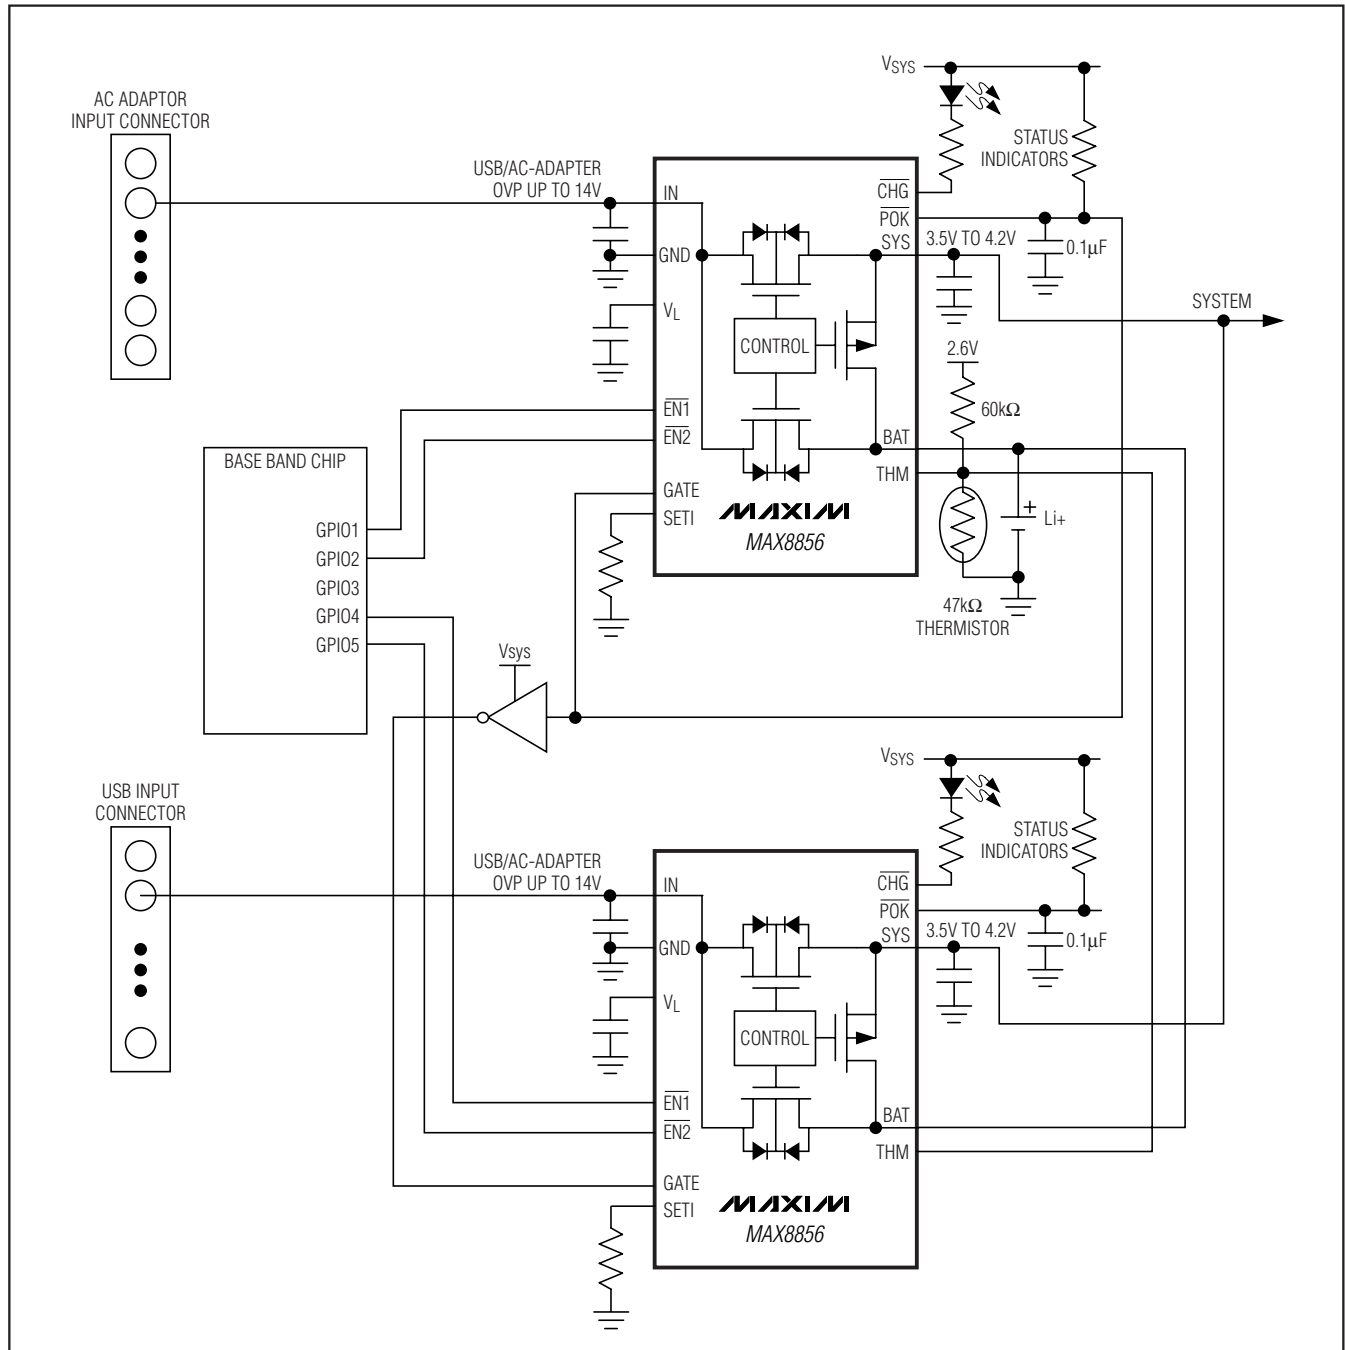 AC ADAPTOR
INPUT CONNECTOR
USB/AC-ADAPTER
OVP UP TO 14V
IN
GND
VL
EN1
EN2
GATE
SETI
CONTROL
MAXIM
MAX8856
CHG
POK
SYS
BAT
THM
VSYS
STATUS
INDICATORS
3.5V TO 4.2V
0.1μF
SYSTEM
2.6V
60kΩ
+
Li+
47kΩ
THERMISTOR
BASE BAND CHIP
GPIO1
GPIO2
GPIO3
GPIO4
GPIO5
Vsys
USB INPUT
CONNECTOR
USB/AC-ADAPTER
OVP UP TO 14V
IN
GND
VL
EN1
EN2
GATE
SETI
CONTROL
MAXIM
MAX8856
CHG
POK
SYS
BAT
THM
VSYS
STATUS
INDICATORS
3.5V TO 4.2V
0.1μF